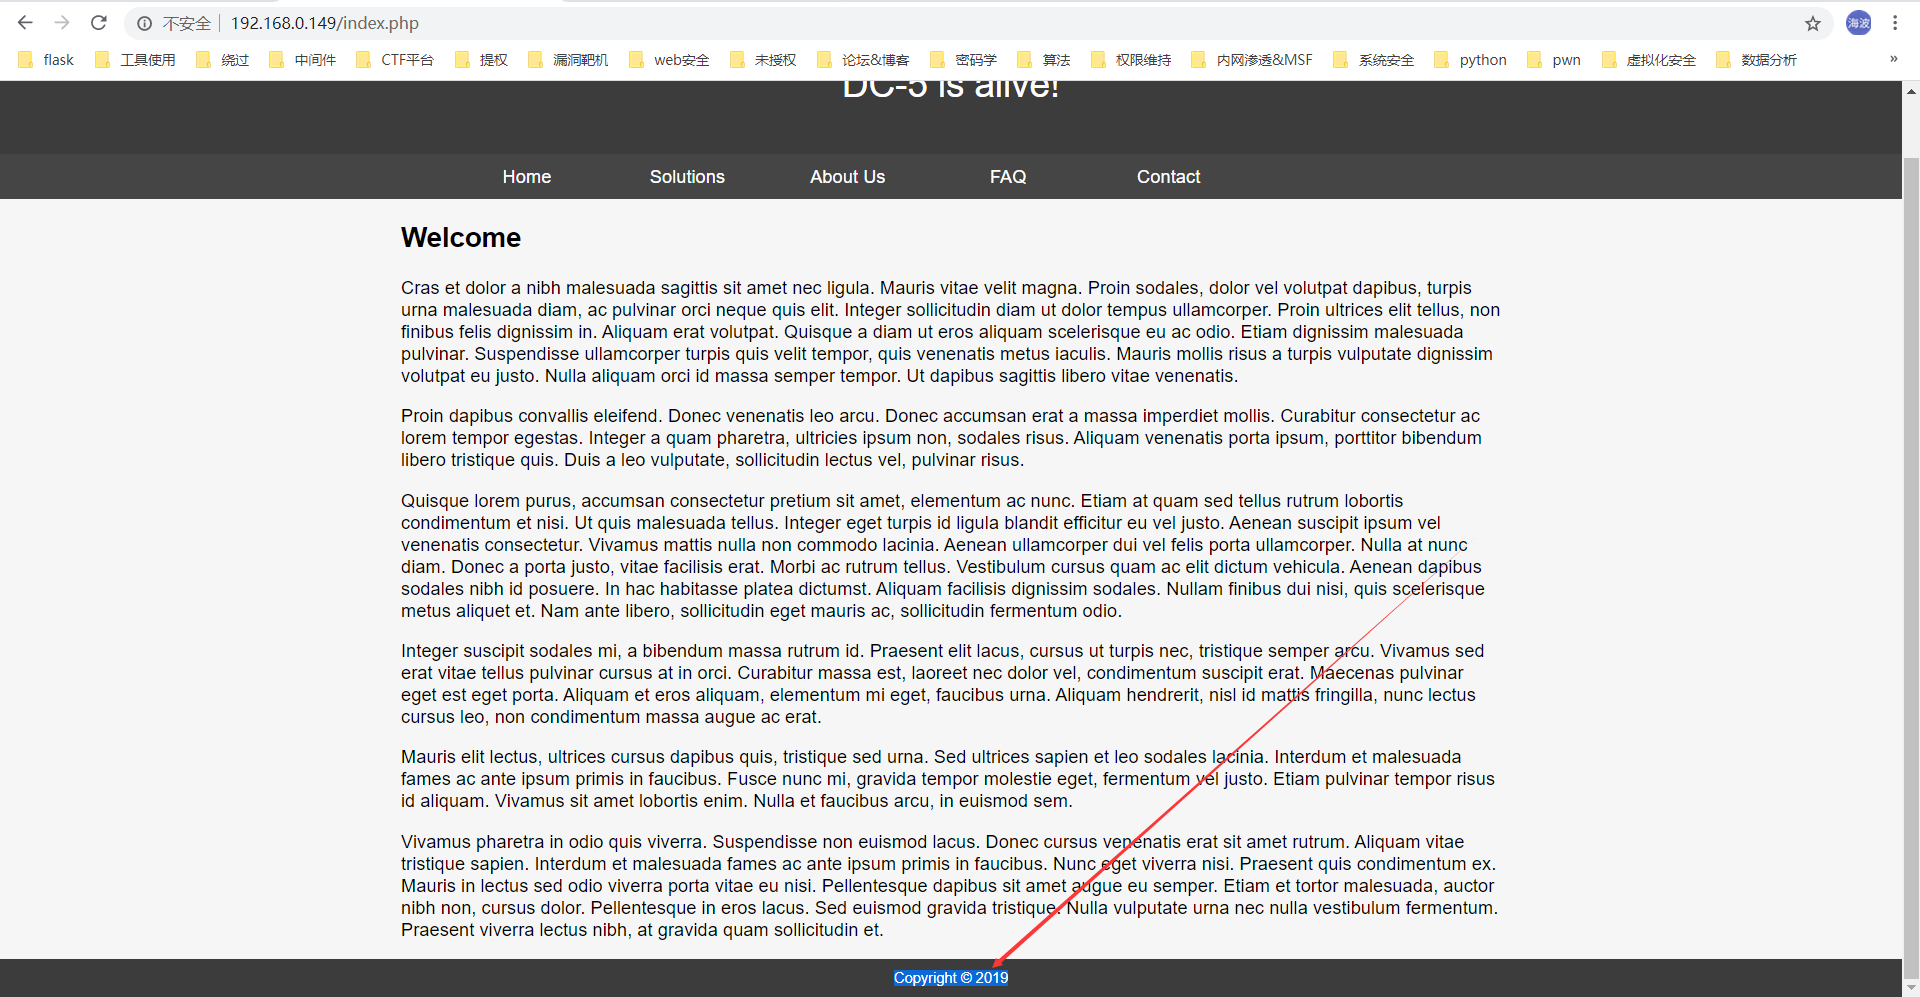 不安全 192.168.0.149/index.php 海波
flask 工具使用 绕过 中间件 CTF平台 提权 漏洞靶机 web安全 未授权 论坛&博客 密码学 算法 权限维持 内网渗透&MSF 系统安全 python pwn 虚拟化安全 数据分析 »
DC-5 is alive!
Home Solutions About Us FAQ Contact
Welcome
Cras et dolor a nibh malesuada sagittis sit amet nec ligula. Mauris vitae velit magna. Proin sodales, dolor vel volutpat dapibus, turpis
urna malesuada diam, ac pulvinar orci neque quis elit. Integer sollicitudin diam ut dolor tempus ullamcorper. Proin ultrices elit tellus, non
finibus felis dignissim in. Aliquam erat volutpat. Quisque a diam ut eros aliquam scelerisque eu ac odio. Etiam dignissim malesuada
pulvinar. Suspendisse ullamcorper turpis quis velit tempor, quis venenatis metus iaculis. Mauris mollis risus a turpis vulputate dignissim
volutpat eu justo. Nulla aliquam orci id massa semper tempor. Ut dapibus sagittis libero vitae venenatis.
Proin dapibus convallis eleifend. Donec venenatis leo arcu. Donec accumsan erat a massa imperdiet mollis. Curabitur consectetur ac
lorem tempor egestas. Integer a quam pharetra, ultricies ipsum non, sodales risus. Aliquam venenatis porta ipsum, porttitor bibendum
libero tristique quis. Duis a leo vulputate, sollicitudin lectus vel, pulvinar risus.
Quisque lorem purus, accumsan consectetur pretium sit amet, elementum ac nunc. Etiam at quam sed tellus rutrum lobortis
condimentum et nisi. Ut quis malesuada tellus. Integer eget turpis id ligula blandit efficitur eu vel justo. Aenean suscipit ipsum vel
venenatis consectetur. Vivamus mattis nulla non commodo lacinia. Aenean ullamcorper dui vel felis porta ullamcorper. Nulla at nunc
diam. Donec a porta justo, vitae facilisis erat. Morbi ac rutrum tellus. Vestibulum cursus quam ac elit dictum vehicula. Aenean dapibus
sodales nibh id posuere. In hac habitasse platea dictumst. Aliquam facilisis dignissim sodales. Nullam finibus dui nisi, quis scelerisque
metus aliquet et. Nam ante libero, sollicitudin eget mauris ac, sollicitudin fermentum odio.
Integer suscipit sodales mi, a bibendum massa rutrum id. Praesent elit lacus, cursus ut turpis nec, tristique semper arcu. Vivamus sed
erat vitae tellus pulvinar cursus at in orci. Curabitur massa est, laoreet nec dolor vel, condimentum suscipit erat. Maecenas pulvinar
eget est eget porta. Aliquam et eros aliquam, elementum mi eget, faucibus urna. Aliquam hendrerit, nisl id mattis fringilla, nunc lectus
cursus leo, non condimentum massa augue ac erat.
Mauris elit lectus, ultrices cursus dapibus quis, tristique sed urna. Sed ultrices sapien et leo sodales lacinia. Interdum et malesuada
fames ac ante ipsum primis in faucibus. Fusce nunc mi, gravida tempor molestie eget, fermentum vel justo. Etiam pulvinar tempor risus
id aliquam. Vivamus sit amet lobortis enim. Nulla et faucibus arcu, in euismod sem.
Vivamus pharetra in odio quis viverra. Suspendisse non euismod lacus. Donec cursus venenatis erat sit amet rutrum. Aliquam vitae
tristique sapien. Interdum et malesuada fames ac ante ipsum primis in faucibus. Nunc eget viverra nisi. Praesent quis condimentum ex.
Mauris in lectus sed odio viverra porta vitae eu nisi. Pellentesque dapibus sit amet augue eu semper. Etiam et tortor malesuada, auctor
nibh non, cursus dolor. Pellentesque in eros lacus. Sed euismod gravida tristique. Nulla vulputate urna nec nulla vestibulum fermentum.
Praesent viverra lectus nibh, at gravida quam sollicitudin et.
Copyright © 2019